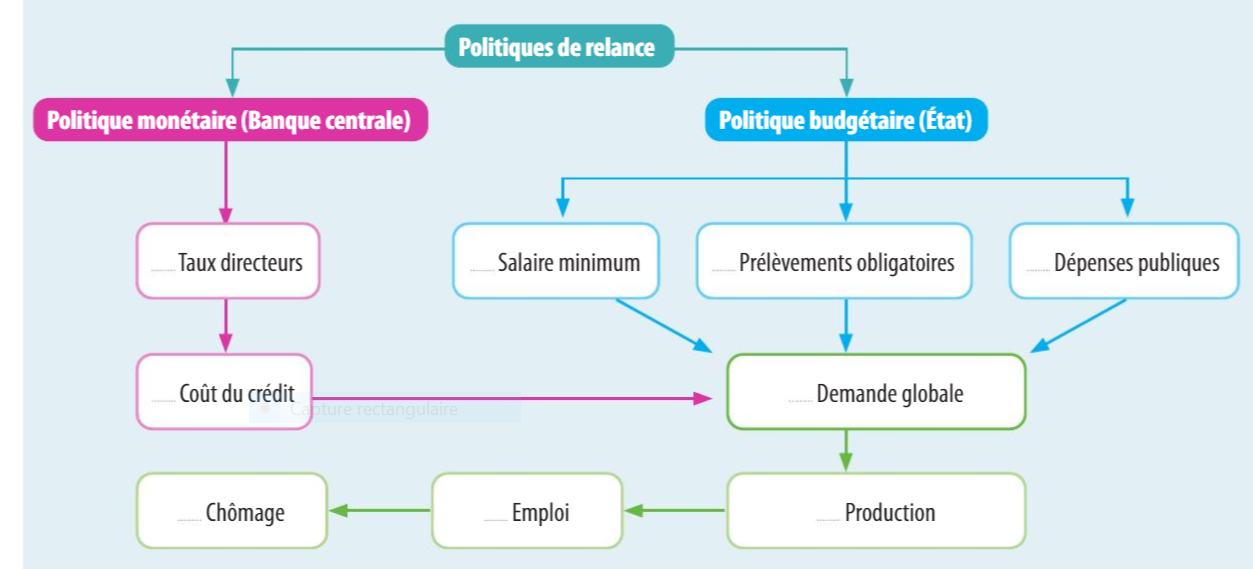 Politiques de relance
Politique monétaire (Banque centrale)
Politique budgétaire (État)
........ Taux directeurs
........ Salaire minimum
........ Prélèvements obligatoires
........ Dépenses publiques
........ Coût du crédit
Capture rectangulaire
........ Demande globale
........ Chômage
........ Emploi
........ Production